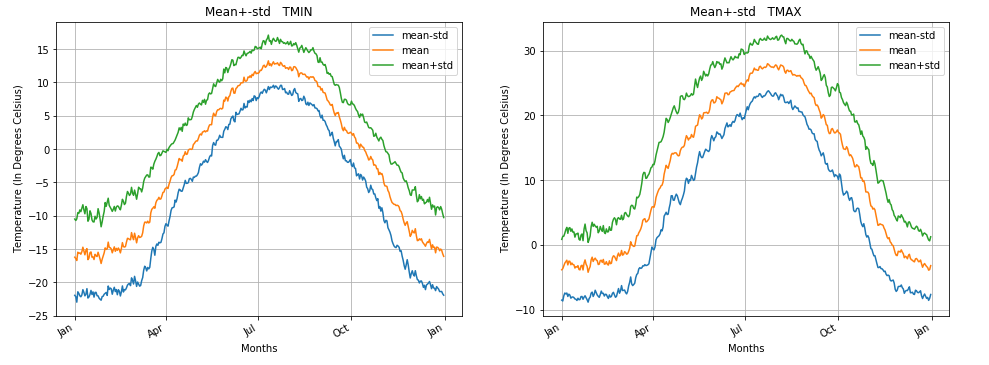 Mean+-std   TMIN
Temperature (In Degrees Celsius)
15
10
5
0
−5
−10
−15
−20
−25
mean-std
mean
mean+std
Jan
Apr
Jul
Oct
Jan
Months
Mean+-std   TMAX
Temperature (In Degrees Celsius)
30
20
10
0
−10
mean-std
mean
mean+std
Jan
Apr
Jul
Oct
Jan
Months